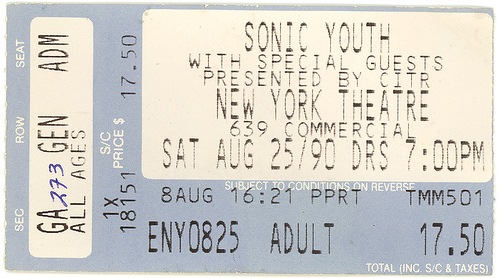 SEAT
ROW
SEC
GA 273 GEN ADM
ALL AGES
S/C
PRICE $ 17.50
1X
18151
SONIC YOUTH
WITH SPECIAL GUESTS
PRESENTED BY CITR
NEW YORK THEATRE
639 COMMERCIAL
SAT AUG 25/90 DRS 7:00PM
SUBJECT TO CONDITIONS ON REVERSE
8AUG 16:21 PPRT TMM501
ENY0825 ADULT 17.50
TOTAL (INC. S/C & TAXES)